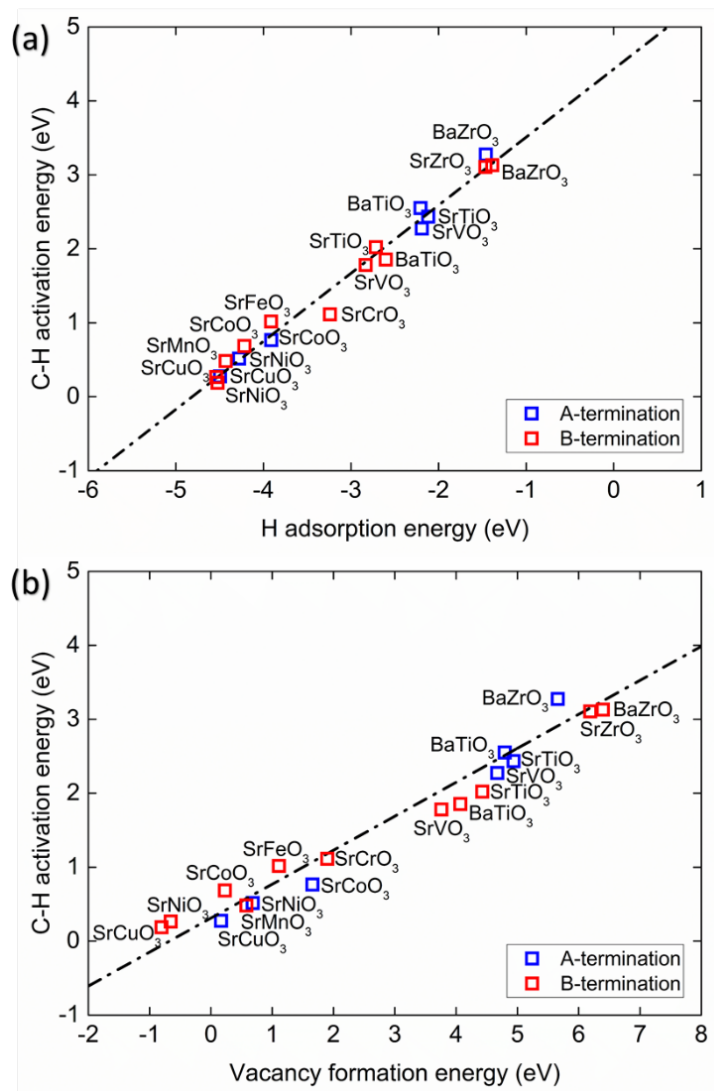 (a)
5
4
3
2
1
0
-1
C-H activation energy (eV)
BaZrO₃
SrZrO₃
BaZrO₃
BaTiO₃
SrTiO₃
SrVO₃
SrTiO₃
BaTiO₃
SrVO₃
SrFeO₃
SrCrO₃
SrCoO₃
SrCoO₃
SrMnO₃
SrNiO₃
SrCuO₃
SrCuO₃
SrNiO₃
A-termination
B-termination
-6 -5 -4 -3 -2 -1 0 1
H adsorption energy (eV)
(b)
5
4
3
2
1
0
-1
C-H activation energy (eV)
BaZrO₃
BaZrO₃
SrZrO₃
BaTiO₃
SrTiO₃
SrVO₃
SrTiO₃
BaTiO₃
SrVO₃
SrFeO₃
SrCrO₃
SrCoO₃
SrCoO₃
SrNiO₃
SrNiO₃
SrMnO₃
SrCuO₃
SrCuO₃
A-termination
B-termination
-2 -1 0 1 2 3 4 5 6 7 8
Vacancy formation energy (eV)